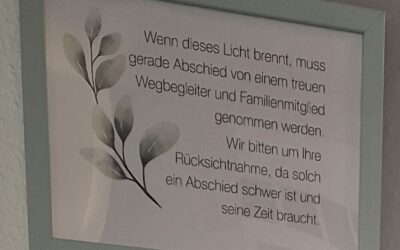 Wenn dieses Licht brennt, muss
gerade Abschied von einem treuen
Wegbegleiter und Familienmitglied
genommen werden.
Wir bitten um Ihre
Rücksichtnahme, da solch
ein Abschied schwer ist und
seine Zeit braucht.